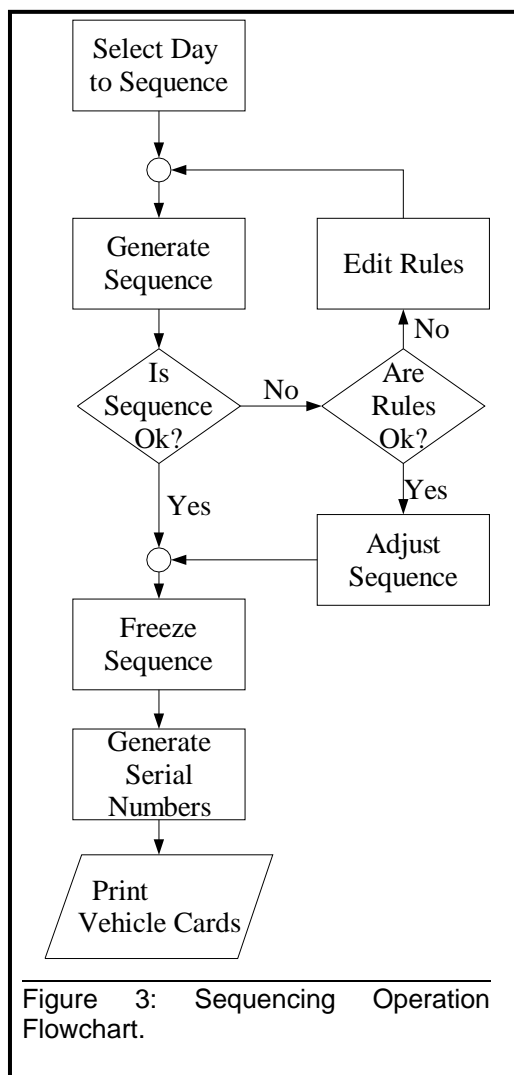 Select Day
to Sequence
Generate
Sequence
Edit Rules
No
Is
Sequence
Ok?
No
Are
Rules
Ok?
Yes
Yes
Adjust
Sequence
Freeze
Sequence
Generate
Serial
Numbers
Print
Vehicle Cards
Figure 3: Sequencing Operation
Flowchart.